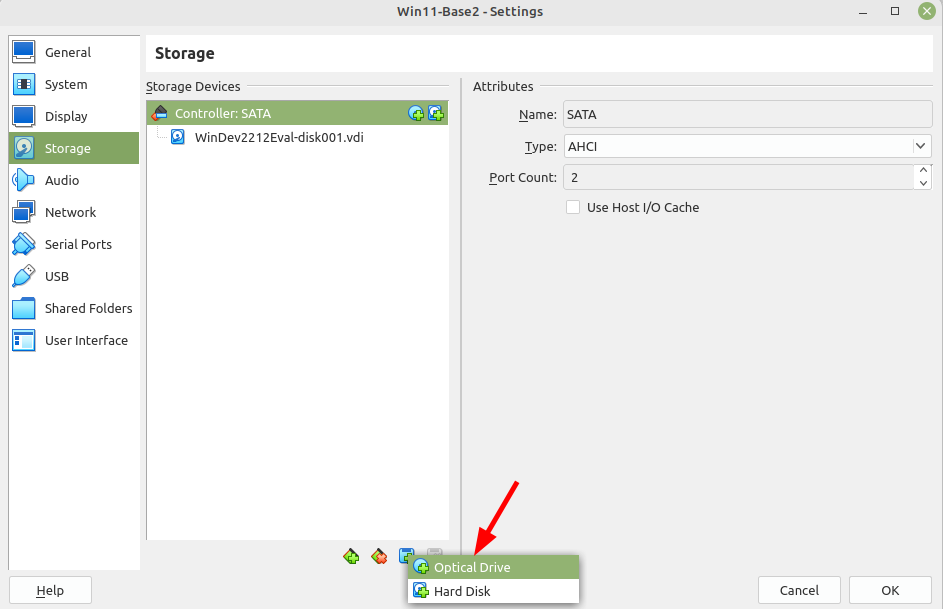 Win11-Base2 - Settings
General
System
Display
Storage
Audio
Network
Serial Ports
USB
Shared Folders
User Interface
Storage
Storage Devices
Controller: SATA
WinDev2212Eval-disk001.vdi
Attributes
Name: SATA
Type: AHCI
Port Count: 2
Use Host I/O Cache
Optical Drive
Hard Disk
Help
Cancel
OK